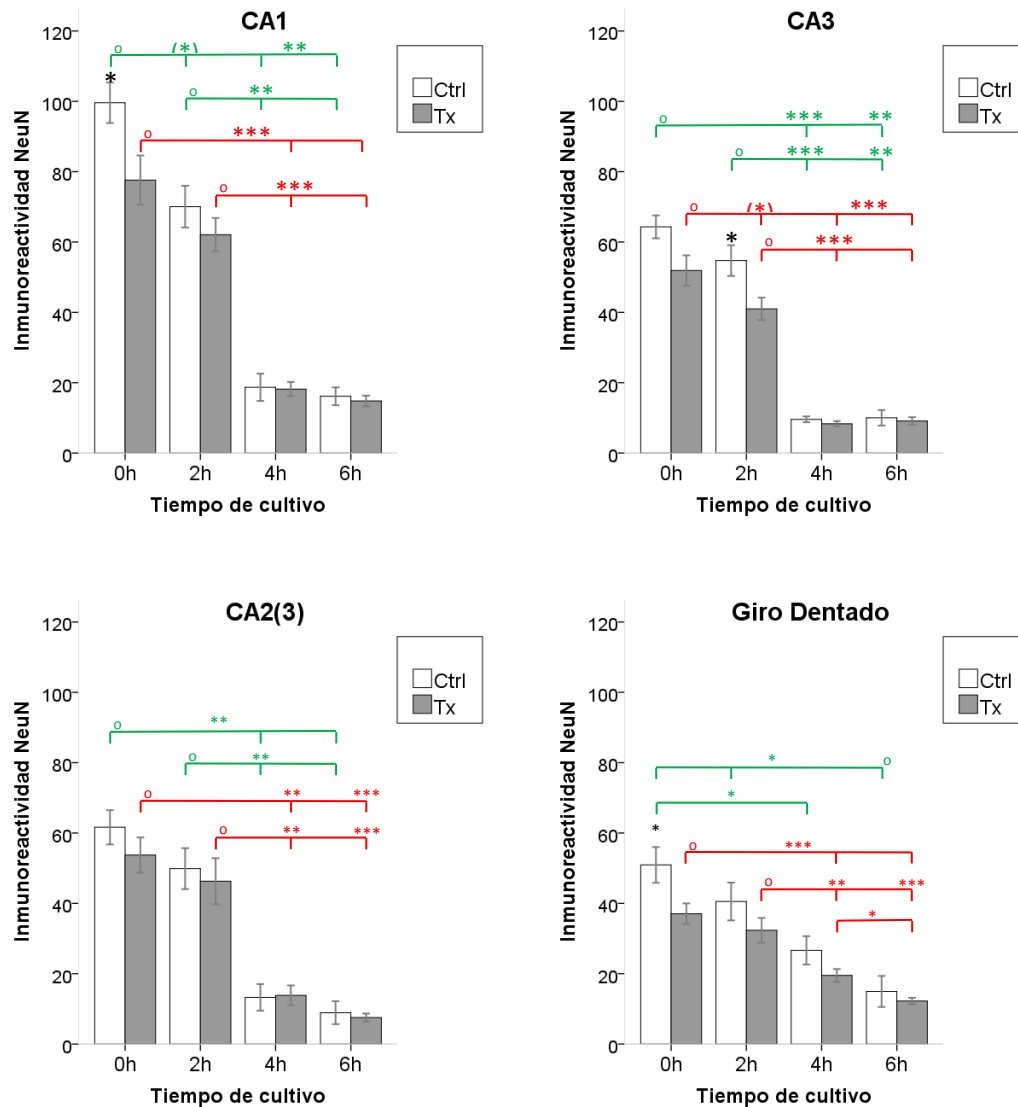 CA1
120
100
80
60
40
20
0
Inmunoreactividad NeuN
o (*) **
*
o **
o ***
o ***
Ctrl
Tx
0h 2h 4h 6h
Tiempo de cultivo
CA3
120
100
80
60
40
20
0
Inmunoreactividad NeuN
o *** **
o *** **
o (*) ***
*
o ***
Ctrl
Tx
0h 2h 4h 6h
Tiempo de cultivo
CA2(3)
120
100
80
60
40
20
0
Inmunoreactividad NeuN
o **
o **
o ** ***
o ** ***
Ctrl
Tx
0h 2h 4h 6h
Tiempo de cultivo
Giro Dentado
120
100
80
60
40
20
0
Inmunoreactividad NeuN
* o
*
*
o ***
o ** ***
*
Ctrl
Tx
0h 2h 4h 6h
Tiempo de cultivo